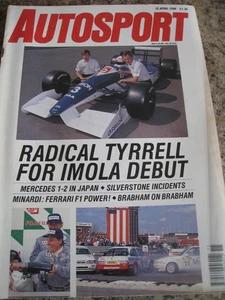 AUTOSPORT
RADICAL TYRRELL
FOR IMOLA DEBUT
MERCEDES 1-2 IN JAPAN • SILVERSTONE INCIDENTS
MINARDI: FERRARI F1 POWER! • BRABHAM ON BRABHAM